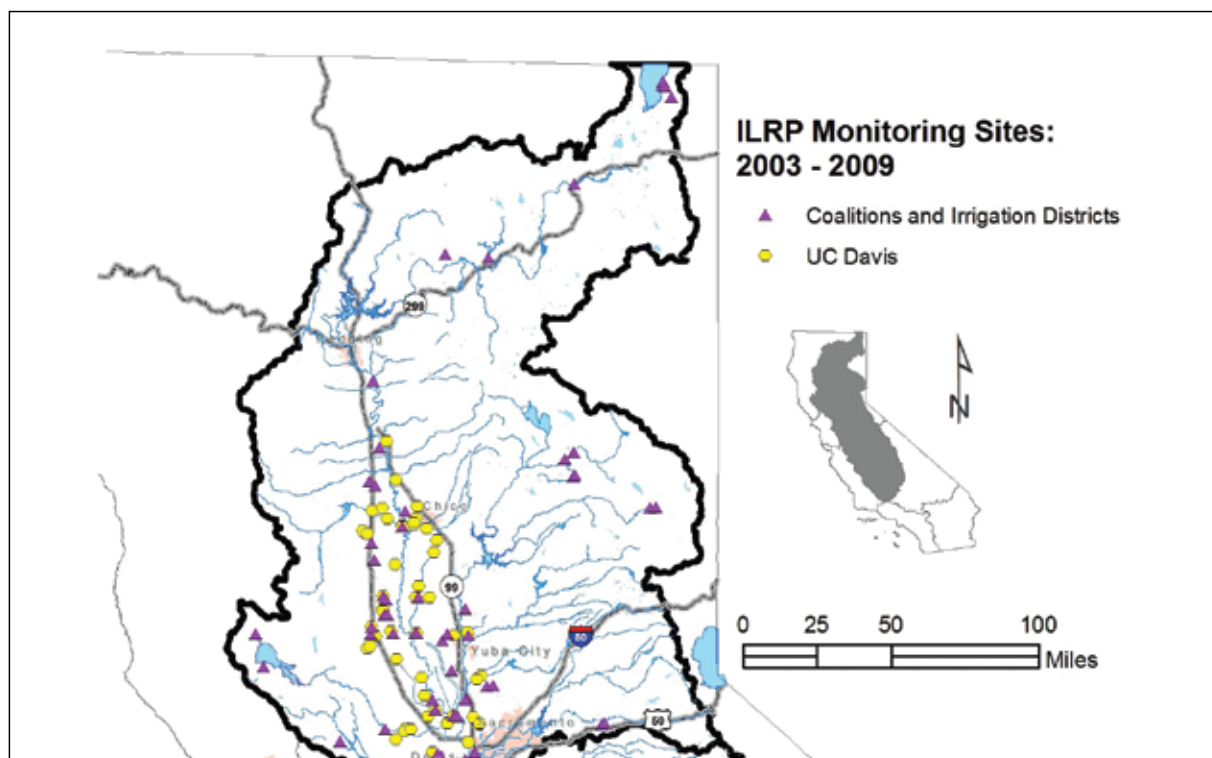 ILRP Monitoring Sites:
2003 - 2009
Coalitions and Irrigation Districts
UC Davis
299
Chico
N
99
0 25 50 100
Miles
80
Yuba City
50
Sacramento